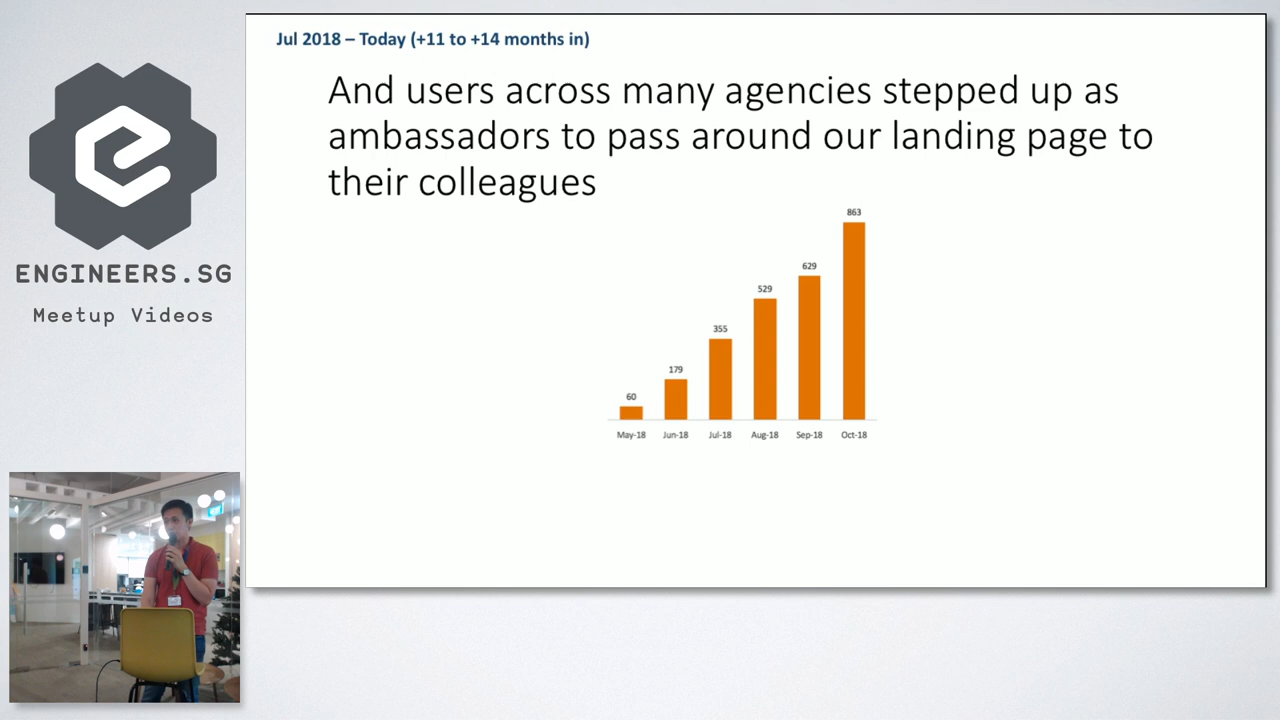 Jul 2018 – Today (+11 to +14 months in)
And users across many agencies stepped up as
ambassadors to pass around our landing page to
their colleagues
863
629
529
355
179
60
May-18 Jun-18 Jul-18 Aug-18 Sep-18 Oct-18
ENGINEERS.SG
Meetup Videos